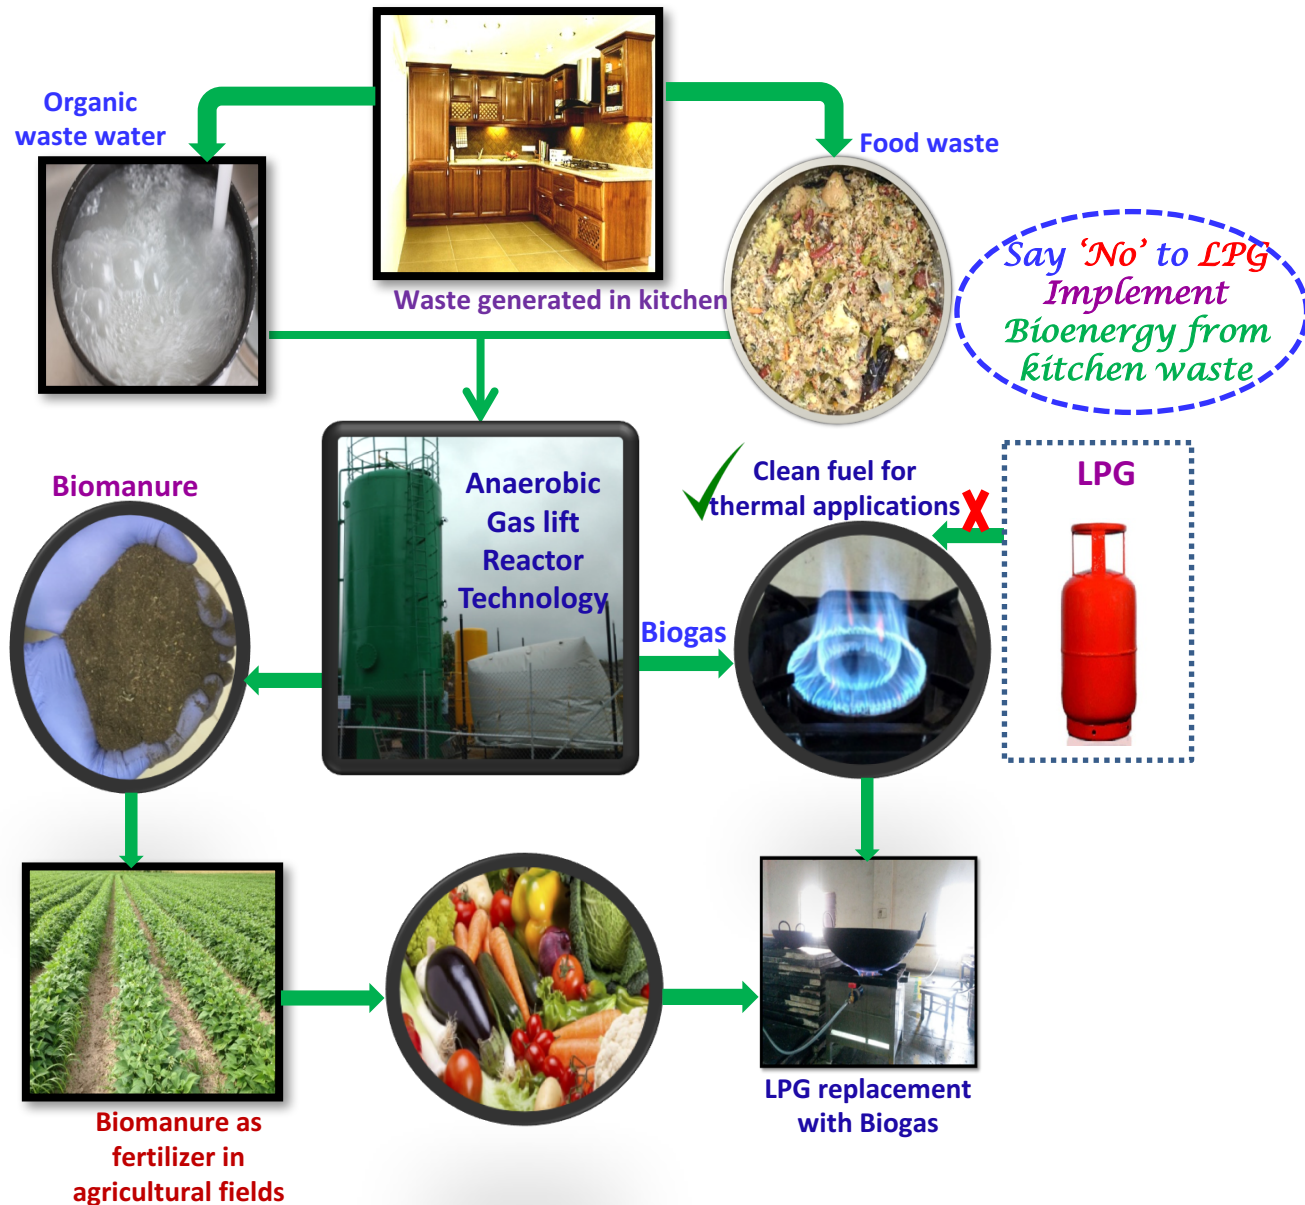 Organic
waste water
Food waste
Waste generated in kitchen
Say ‘No’ to LPG
Implement
Bioenergy from
kitchen waste
Biomanure
Anaerobic
Gas lift
Reactor
Technology
Clean fuel for
thermal applications
LPG
Biogas
Biomanure as
fertilizer in
agricultural fields
LPG replacement
with Biogas